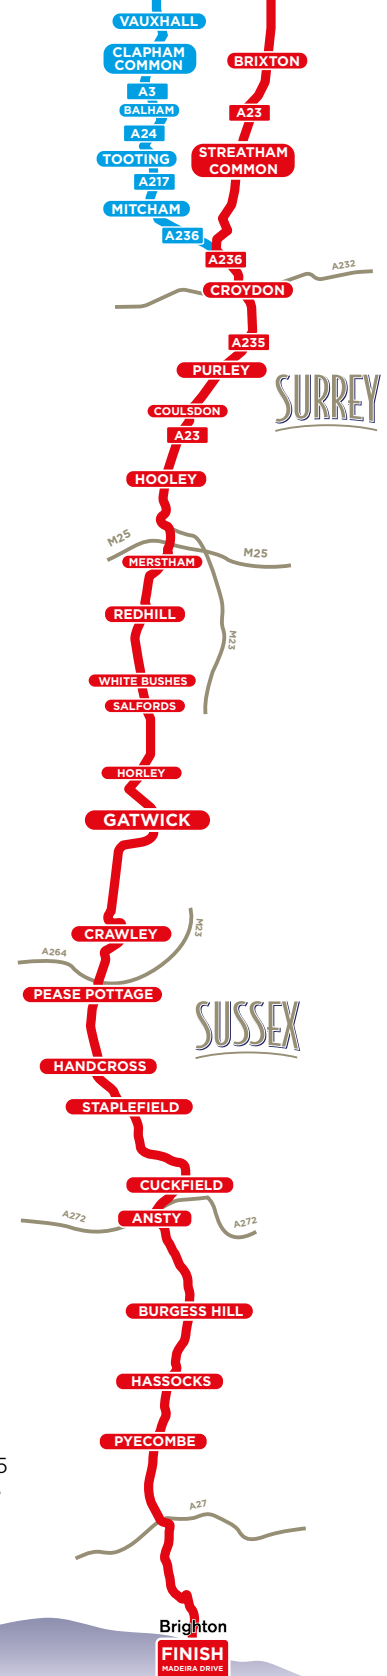 VAUXHALL
CLAPHAM
COMMON
BRIXTON
A3
BALHAM
A23
A24
TOOTING
STREATHAM
COMMON
A217
MITCHAM
A236
A236
A232
CROYDON
A235
PURLEY
SURREY
COULSDON
A23
HOOLEY
M25
M25
MERSTHAM
REDHILL
M23
WHITE BUSHES
SALFORDS
HORLEY
GATWICK
M23
CRAWLEY
A264
PEASE POTTAGE
SUSSEX
HANDCROSS
STAPLEFIELD
CUCKFIELD
A272
ANSTY
A272
BURGESS HILL
HASSOCKS
PYECOMBE
5
A27
Brighton
FINISH
MADEIRA DRIVE